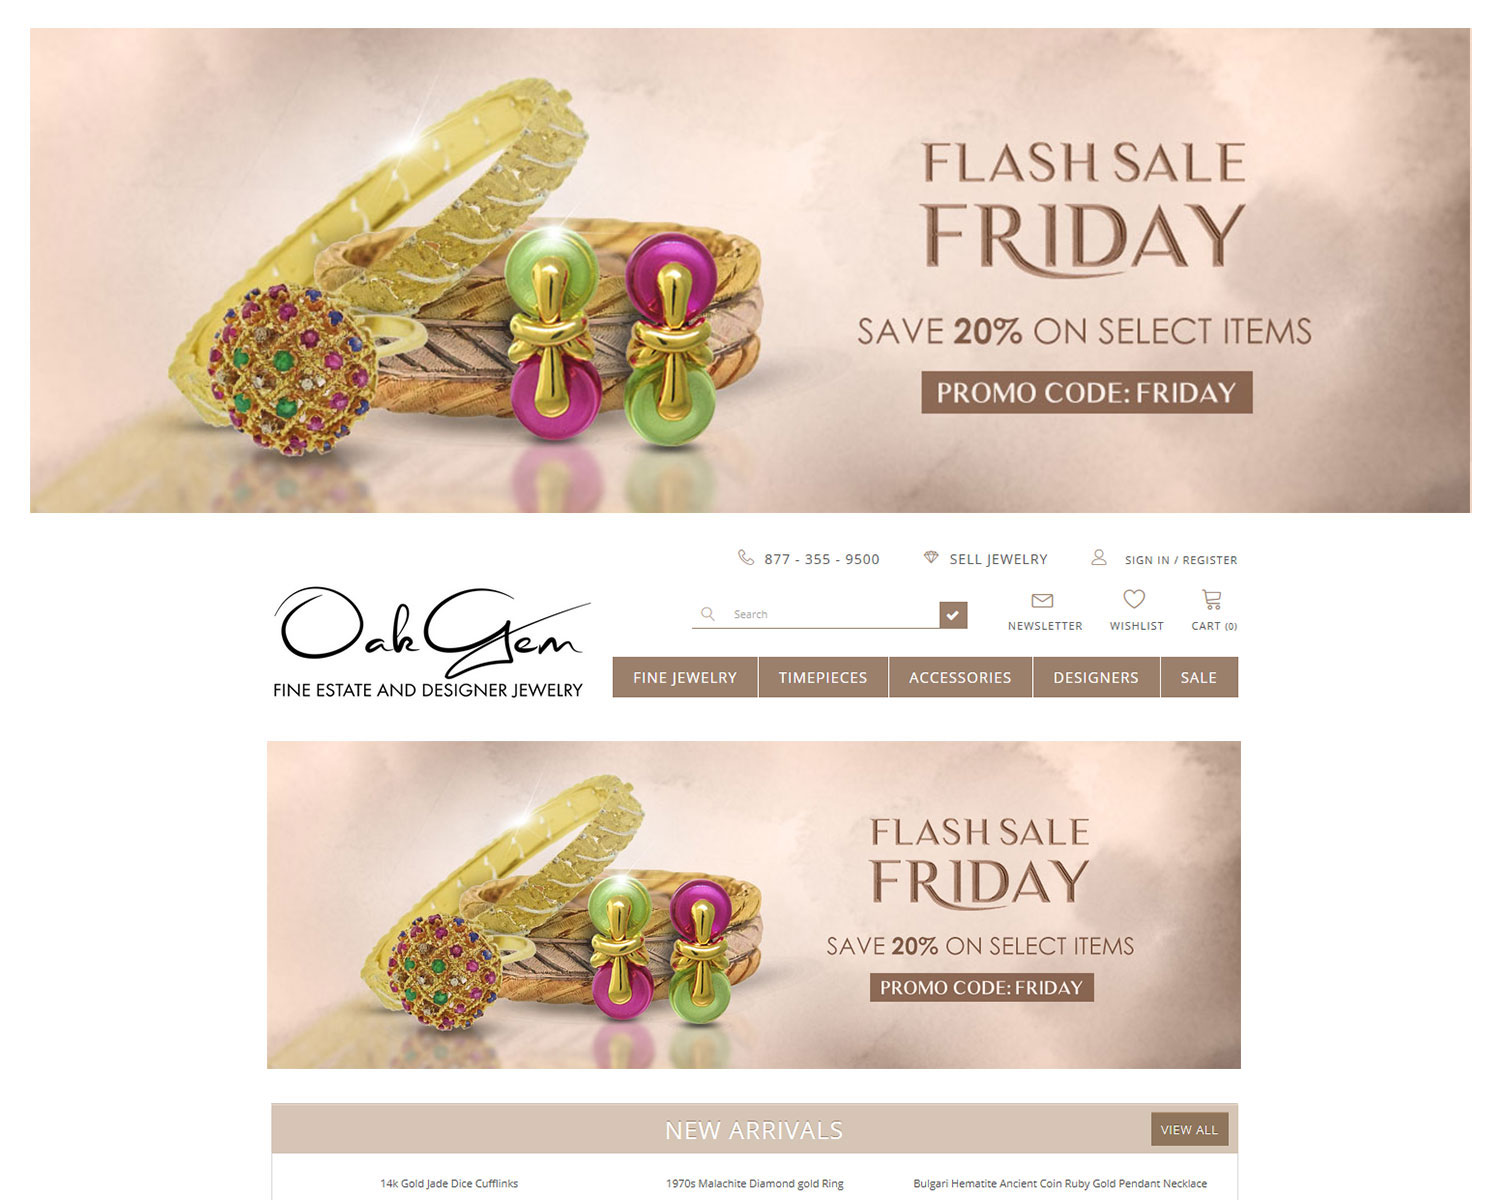 FLASH SALE
FRIDAY
SAVE 20% ON SELECT ITEMS
PROMO CODE: FRIDAY
877 - 355 - 9500
SELL JEWELRY
SIGN IN / REGISTER
Search
NEWSLETTER
WISHLIST
CART (0)
Oak Gem
FINE ESTATE AND DESIGNER JEWELRY
FINE JEWELRY
TIMEPIECES
ACCESSORIES
DESIGNERS
SALE
FLASH SALE
FRIDAY
SAVE 20% ON SELECT ITEMS
PROMO CODE: FRIDAY
NEW ARRIVALS
VIEW ALL
14k Gold Jade Dice Cufflinks
1970s Malachite Diamond gold Ring
Bulgari Hematite Ancient Coin Ruby Gold Pendant Necklace